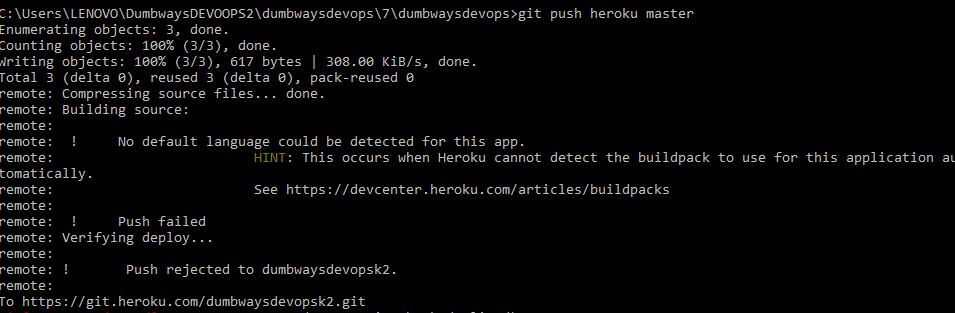 C:\Users\LENOVO\DumbwaysDEVOOPS2\dumbwaysdevops\7\dumbwaysdevops>git push heroku master
Enumerating objects: 3, done.
Counting objects: 100% (3/3), done.
Writing objects: 100% (3/3), 617 bytes | 308.00 KiB/s, done.
Total 3 (delta 0), reused 3 (delta 0), pack-reused 0
remote: Compressing source files... done.
remote: Building source:
remote:
remote:  !     No default language could be detected for this app.
remote:                         HINT: This occurs when Heroku cannot detect the buildpack to use for this application au
tomatically.
remote:                         See https://devcenter.heroku.com/articles/buildpacks
remote:
remote:  !     Push failed
remote: Verifying deploy...
remote:
remote: !       Push rejected to dumbwaysdevopsk2.
remote:
To https://git.heroku.com/dumbwaysdevopsk2.git